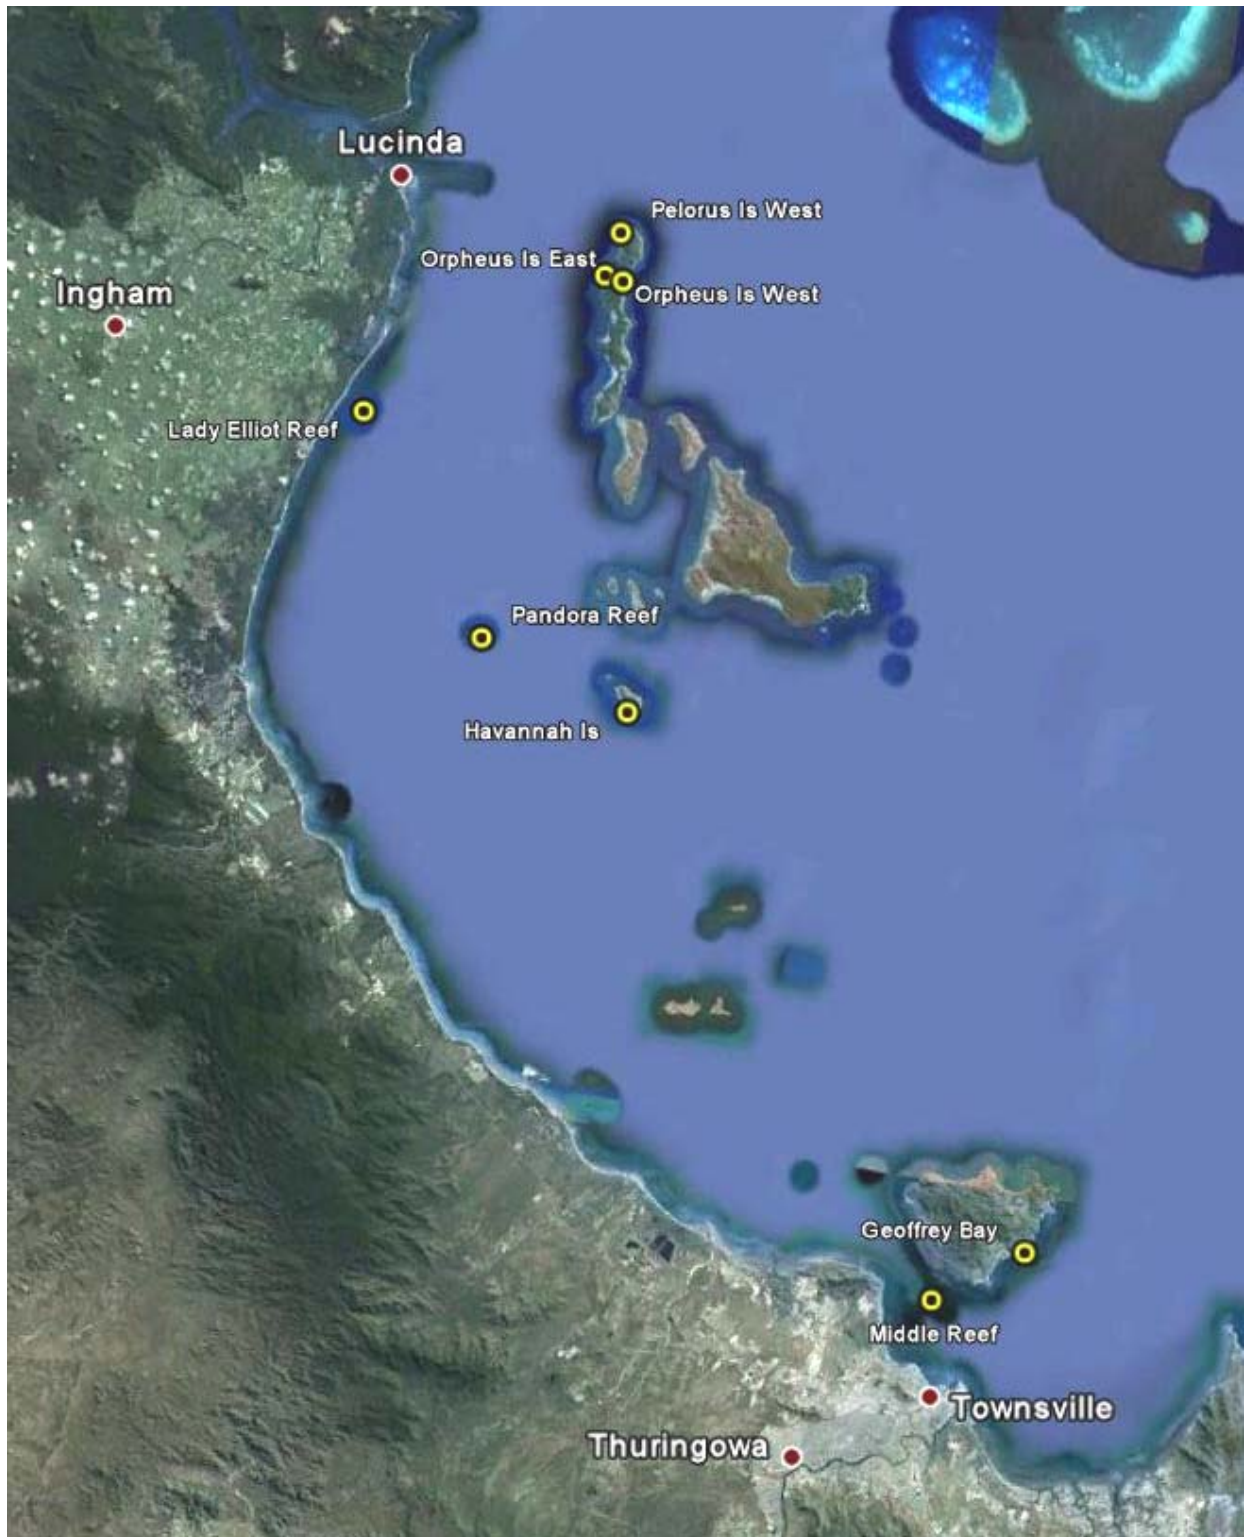 Lucinda
Pelorus Is West
Orpheus Is East
Ingham
Orpheus Is West
Lady Elliot Reef
Pandora Reef
Havannah Is
Geoffrey Bay
Middle Reef
Townsville
Thuringowa